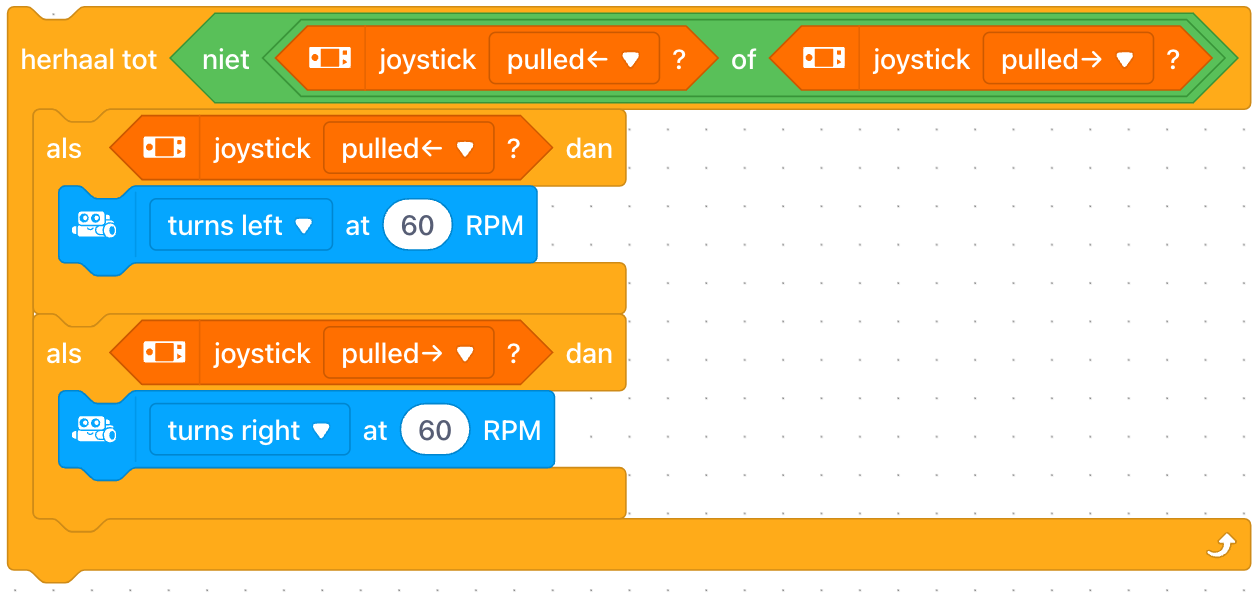 herhaal tot niet joystick pulled← ? of joystick pulled→ ?
als joystick pulled← ? dan
turns left at 60 RPM
als joystick pulled→ ? dan
turns right at 60 RPM